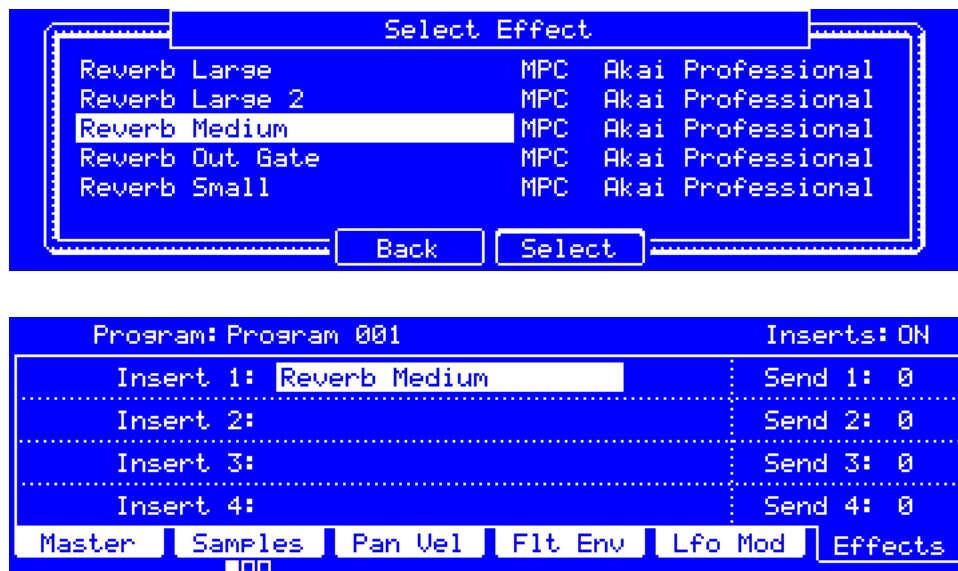 Select Effect
Reverb Large MPC Akai Professional
Reverb Large 2 MPC Akai Professional
Reverb Medium MPC Akai Professional
Reverb Out Gate MPC Akai Professional
Reverb Small MPC Akai Professional
Back Select
Program: Program 001 Inserts: ON
Insert 1: Reverb Medium Send 1: 0
Insert 2: Send 2: 0
Insert 3: Send 3: 0
Insert 4: Send 4: 0
Master Samples Pan Vel Flt Env Lfo Mod Effects